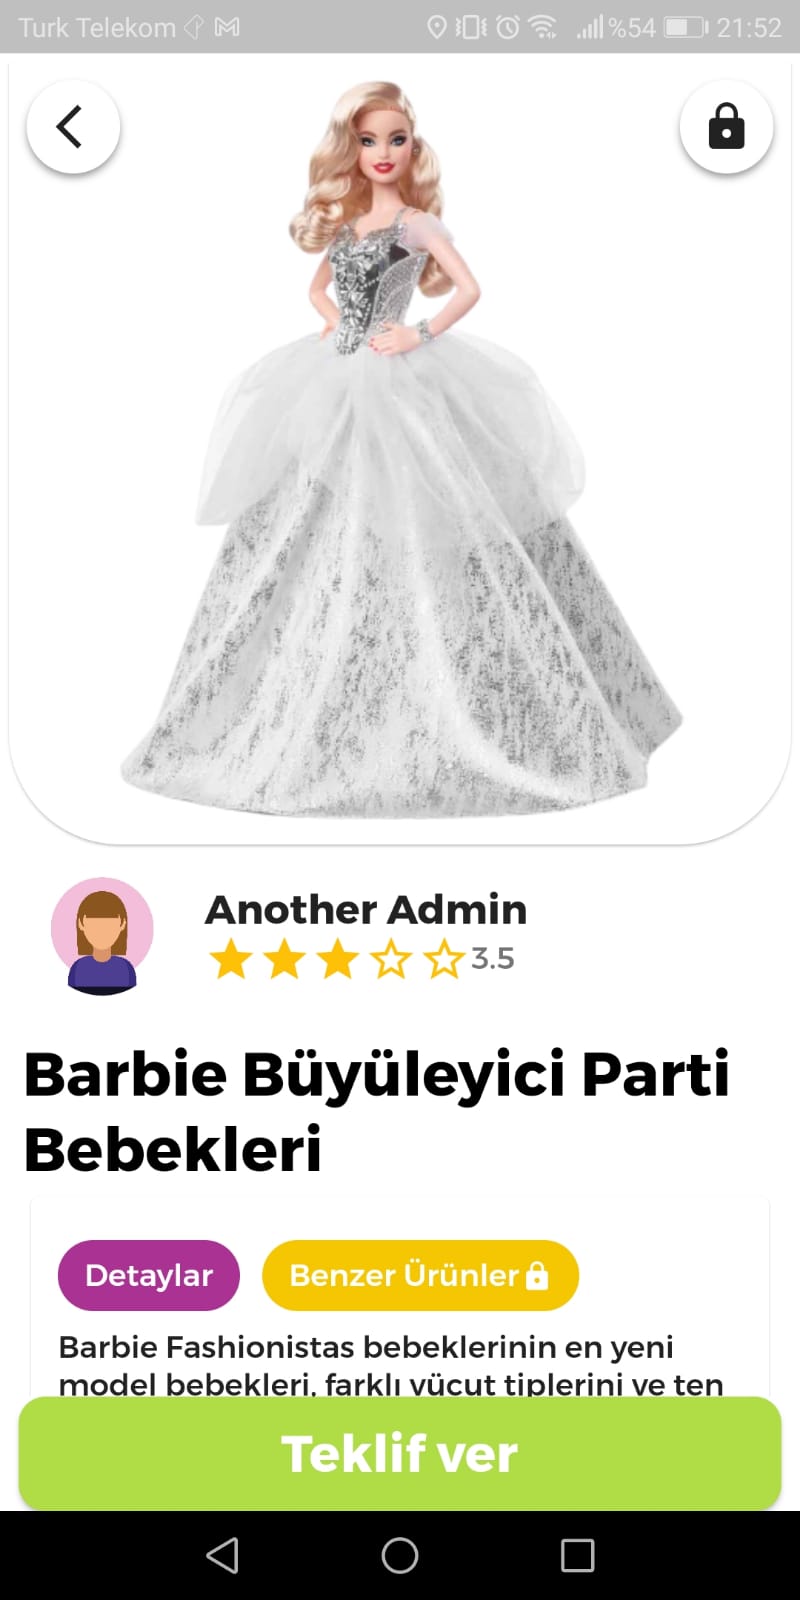 Turk Telekom
%54 21:52
Another Admin
3.5
Barbie Büyüleyici Parti
Bebekleri
Detaylar Benzer Ürünler
Barbie Fashionistas bebeklerinin en yeni
model bebekleri, farklı vücut tiplerini ve ten
Teklif ver